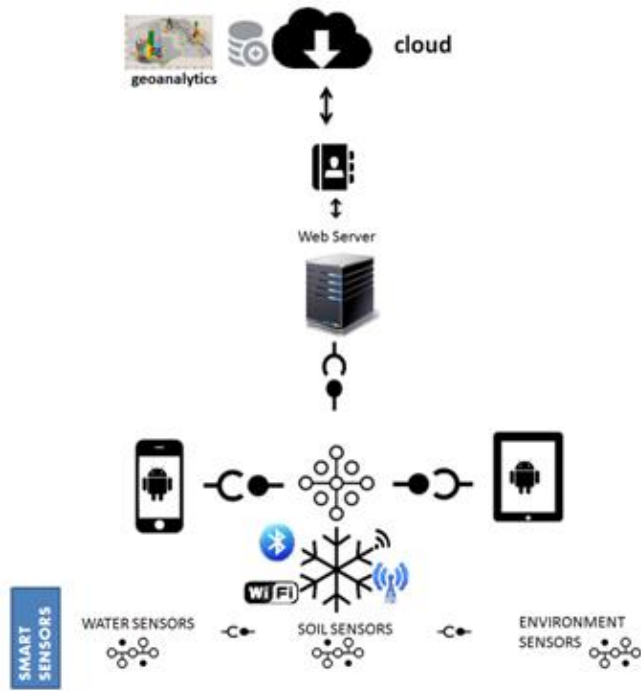 cloud
geoanalytics
Web Server
WiFi
SMART
SENSORS
WATER SENSORS
SOIL SENSORS
ENVIRONMENT
SENSORS